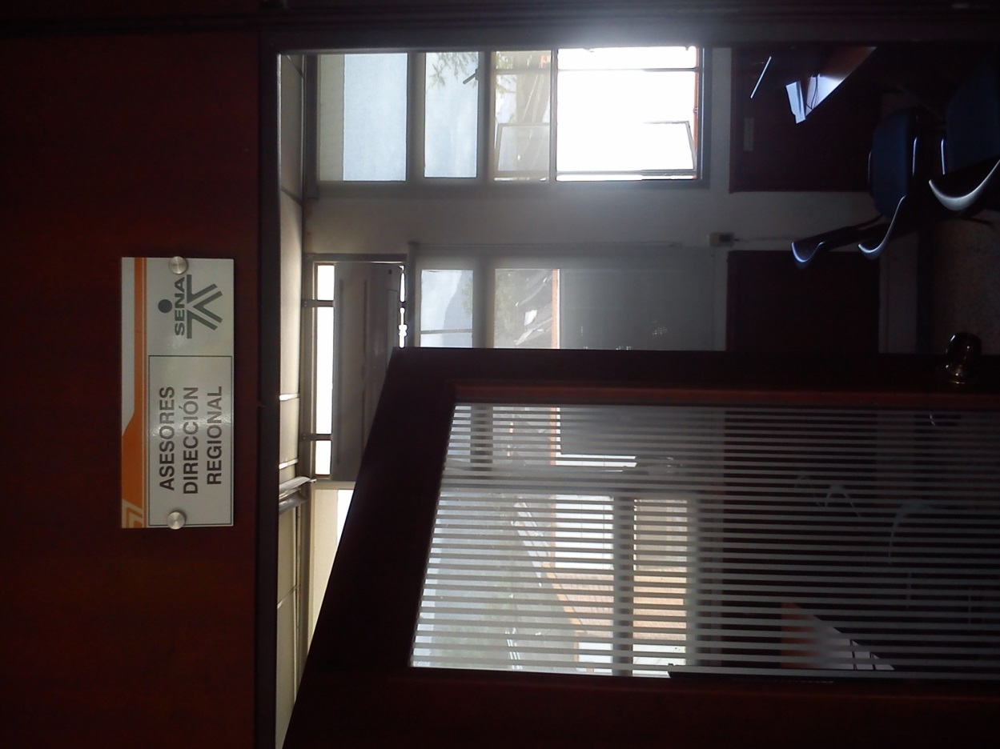 ASESORES
DIRECCIÓN
REGIONAL
SENA